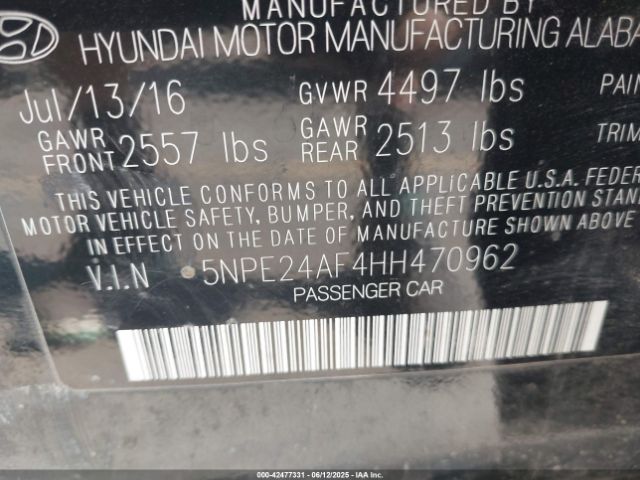 MANUFACTURED BY
HYUNDAI MOTOR MANUFACTURING ALABA
Jul/13/16 GVWR 4497 lbs PAIN
GAWR FRONT 2557 lbs GAWR REAR 2513 lbs TRIM
THIS VEHICLE CONFORMS TO ALL APPLICABLE U.S.A. FEDER
MOTOR VEHICLE SAFETY, BUMPER, AND THEFT PREVENTION STAN
IN EFFECT ON THE DATE OF MANUFACTURE SHOWN ABOVE
V.I.N 5NPE24AF4HH470962
PASSENGER CAR
000-42477331 - 06/12/2025 - IAAI.COM